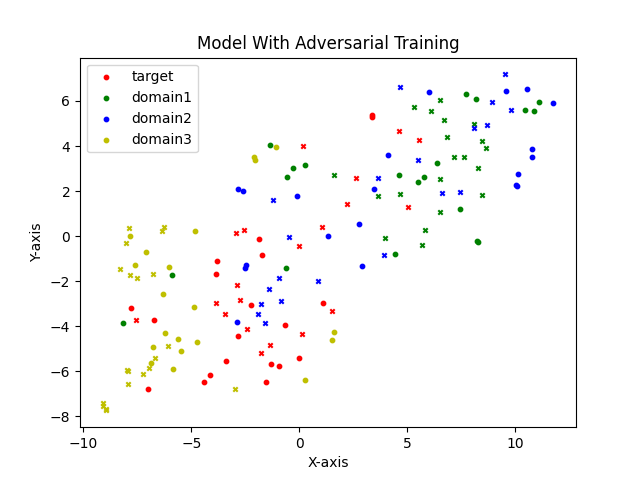 Model With Adversarial Training
target
domain1
domain2
domain3
Y-axis
6
4
2
0
−2
−4
−6
−8
−10
−5
0
5
10
X-axis